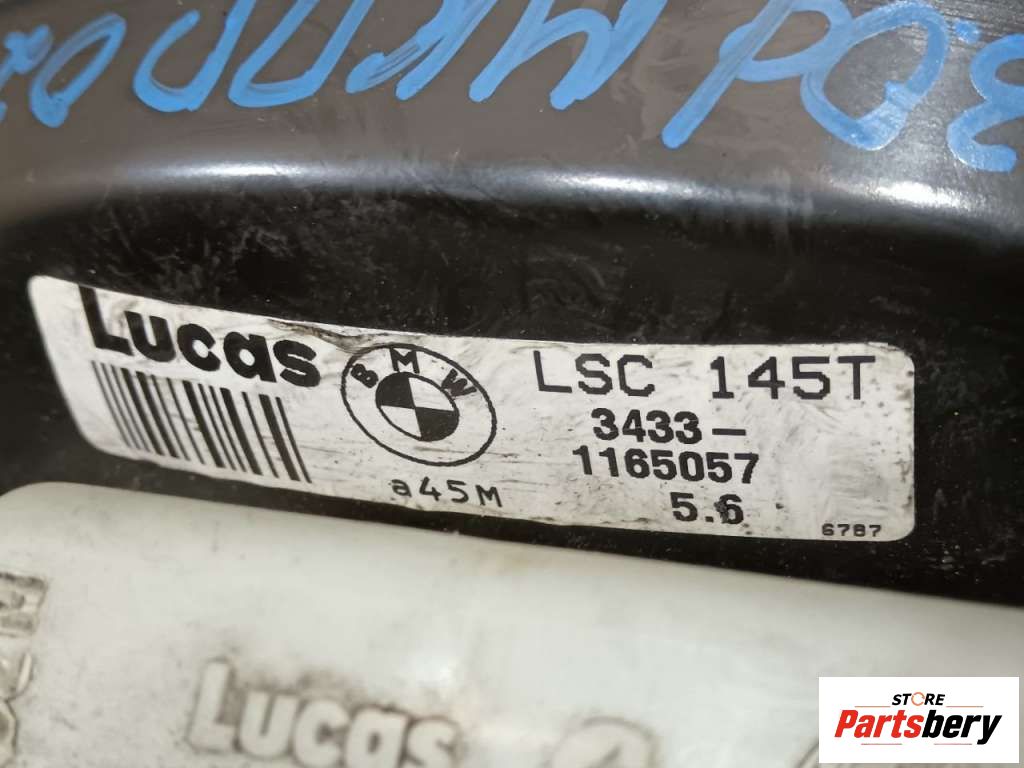 Lucas
BMW
LSC 145T
3433-
1165057
a45M
5.6
6787
Lucas
STORE
Partsbery